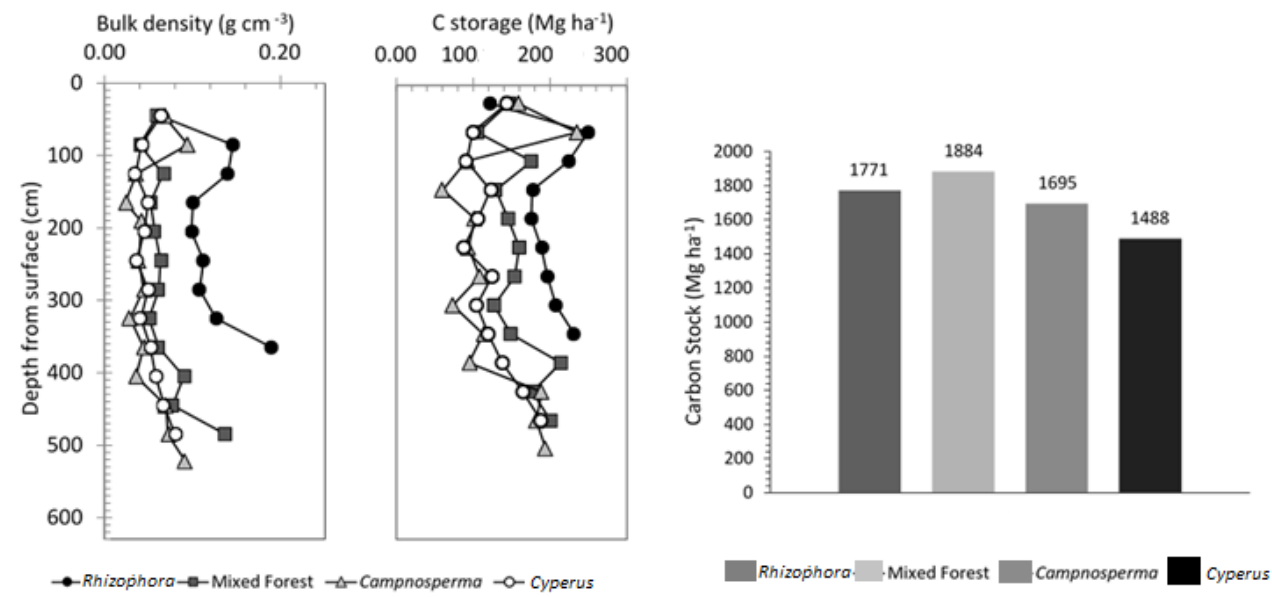 Bulk density (g cm -3)
0.00 0.20
C storage (Mg ha-1)
0.00 100 200 300
Depth from surface (cm)
0
100
200
300
400
500
600
Rhizophora Mixed Forest Campnosperma Cyperus
Carbon Stock (Mg ha-1)
2000
1800
1600
1400
1200
1000
800
600
400
200
0
1771 1884 1695 1488
Rhizophora Mixed Forest Campnosperma Cyperus